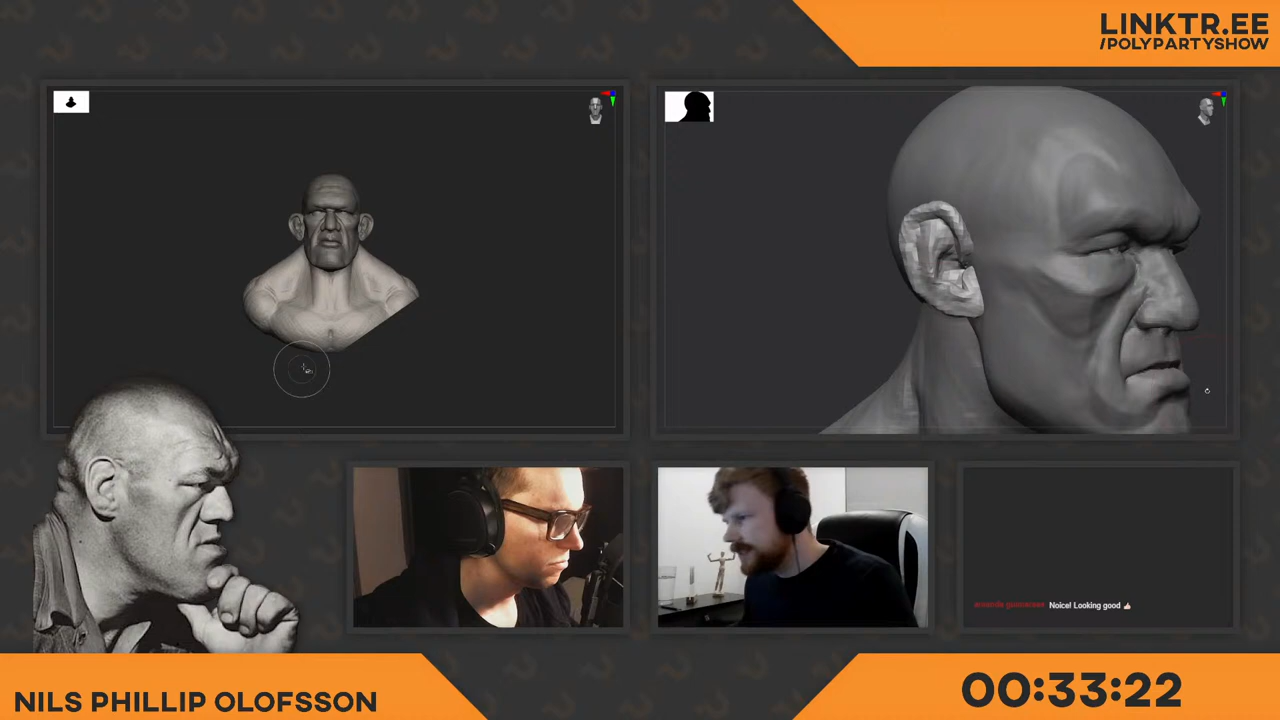 LINKTR.EE
/POLYPARTYSHOW
Noice! Looking good 👍🏻
NILS PHILLIP OLOFSSON
00:33:22